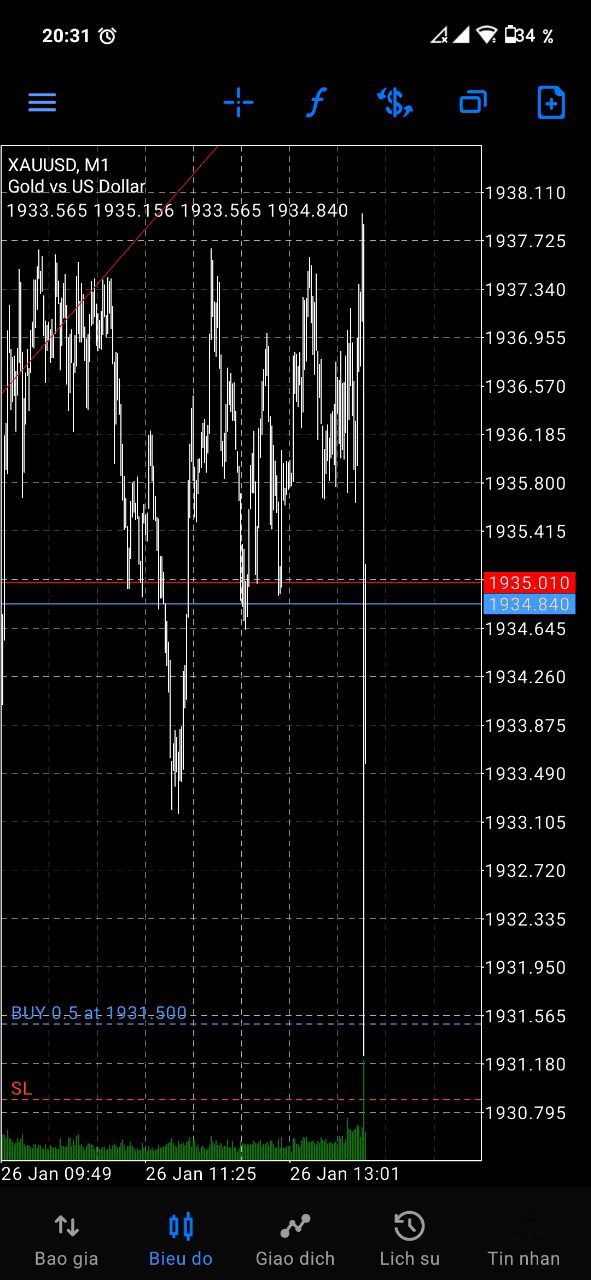 20:31 34 %
XAUUSD, M1
Gold vs US Dollar
1933.565 1935.156 1933.565 1934.840
1938.110
1937.725
1937.340
1936.955
1936.570
1936.185
1935.800
1935.415
1935.010
1934.840
1934.645
1934.260
1933.875
1933.490
1933.105
1932.720
1932.335
1931.950
1931.565
BUY 0.5 at 1931.500
1931.180
SL
1930.795
26 Jan 09:49 26 Jan 11:25 26 Jan 13:01
Bao gia Bieu do Giao dich Lich su Tin nhan